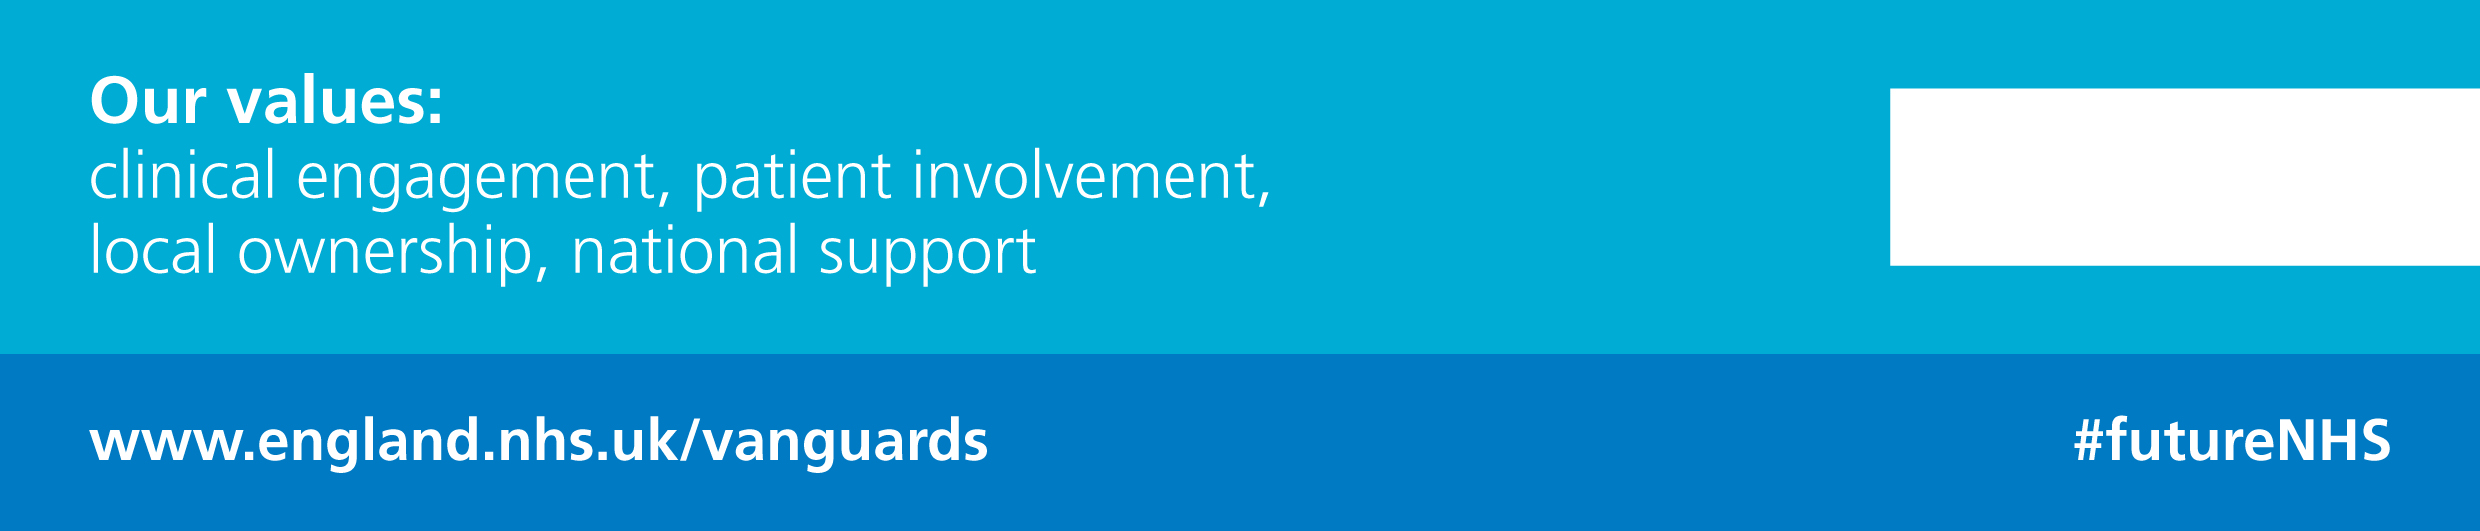 Our values:
clinical engagement, patient involvement,
local ownership, national support
www.england.nhs.uk/vanguards
#futureNHS